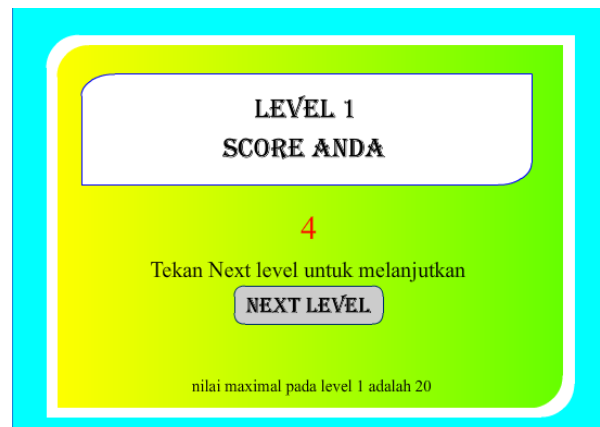 LEVEL 1
SCORE ANDA
4
Tekan Next level untuk melanjutkan
NEXT LEVEL
nilai maximal pada level 1 adalah 20